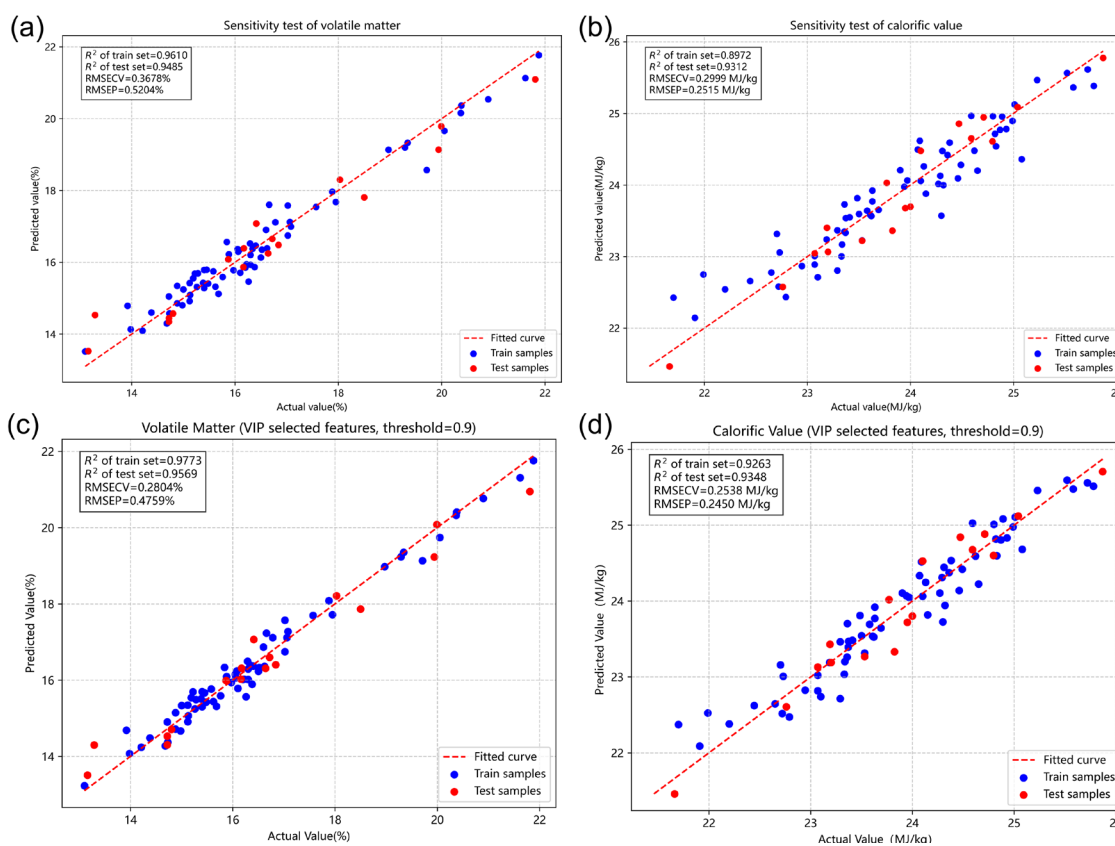 (a)
Sensitivity test of volatile matter
R² of train set=0.9610
R² of test set=0.9485
RMSECV=0.3678%
RMSEP=0.5204%
22
20
18
16
14
Predicted value(%)
Fitted curve
Train samples
Test samples
14 16 18 20 22
Actual value(%)
(b)
Sensitivity test of calorific value
R² of train set=0.8972
R² of test set=0.9312
RMSECV=0.2999 MJ/kg
RMSEP=0.2515 MJ/kg
26
25
24
23
22
Predicted value(MJ/kg)
Fitted curve
Train samples
Test samples
22 23 24 25 2
Actual value(MJ/kg)
(c)
Volatile Matter (VIP selected features, threshold=0.9)
R² of train set=0.9773
R² of test set=0.9569
RMSECV=0.2804%
RMSEP=0.4759%
22
20
18
16
14
Predicted Value(%)
Fitted curve
Train samples
Test samples
14 16 18 20 22
Actual Value(%)
(d)
Calorific Value (VIP selected features, threshold=0.9)
R² of train set=0.9263
R² of test set=0.9348
RMSECV=0.2538 MJ/kg
RMSEP=0.2450 MJ/kg
26
25
24
23
22
Predicted Value (MJ/kg)
Fitted curve
Train samples
Test samples
22 23 24 25 2
Actual Value (MJ/kg)